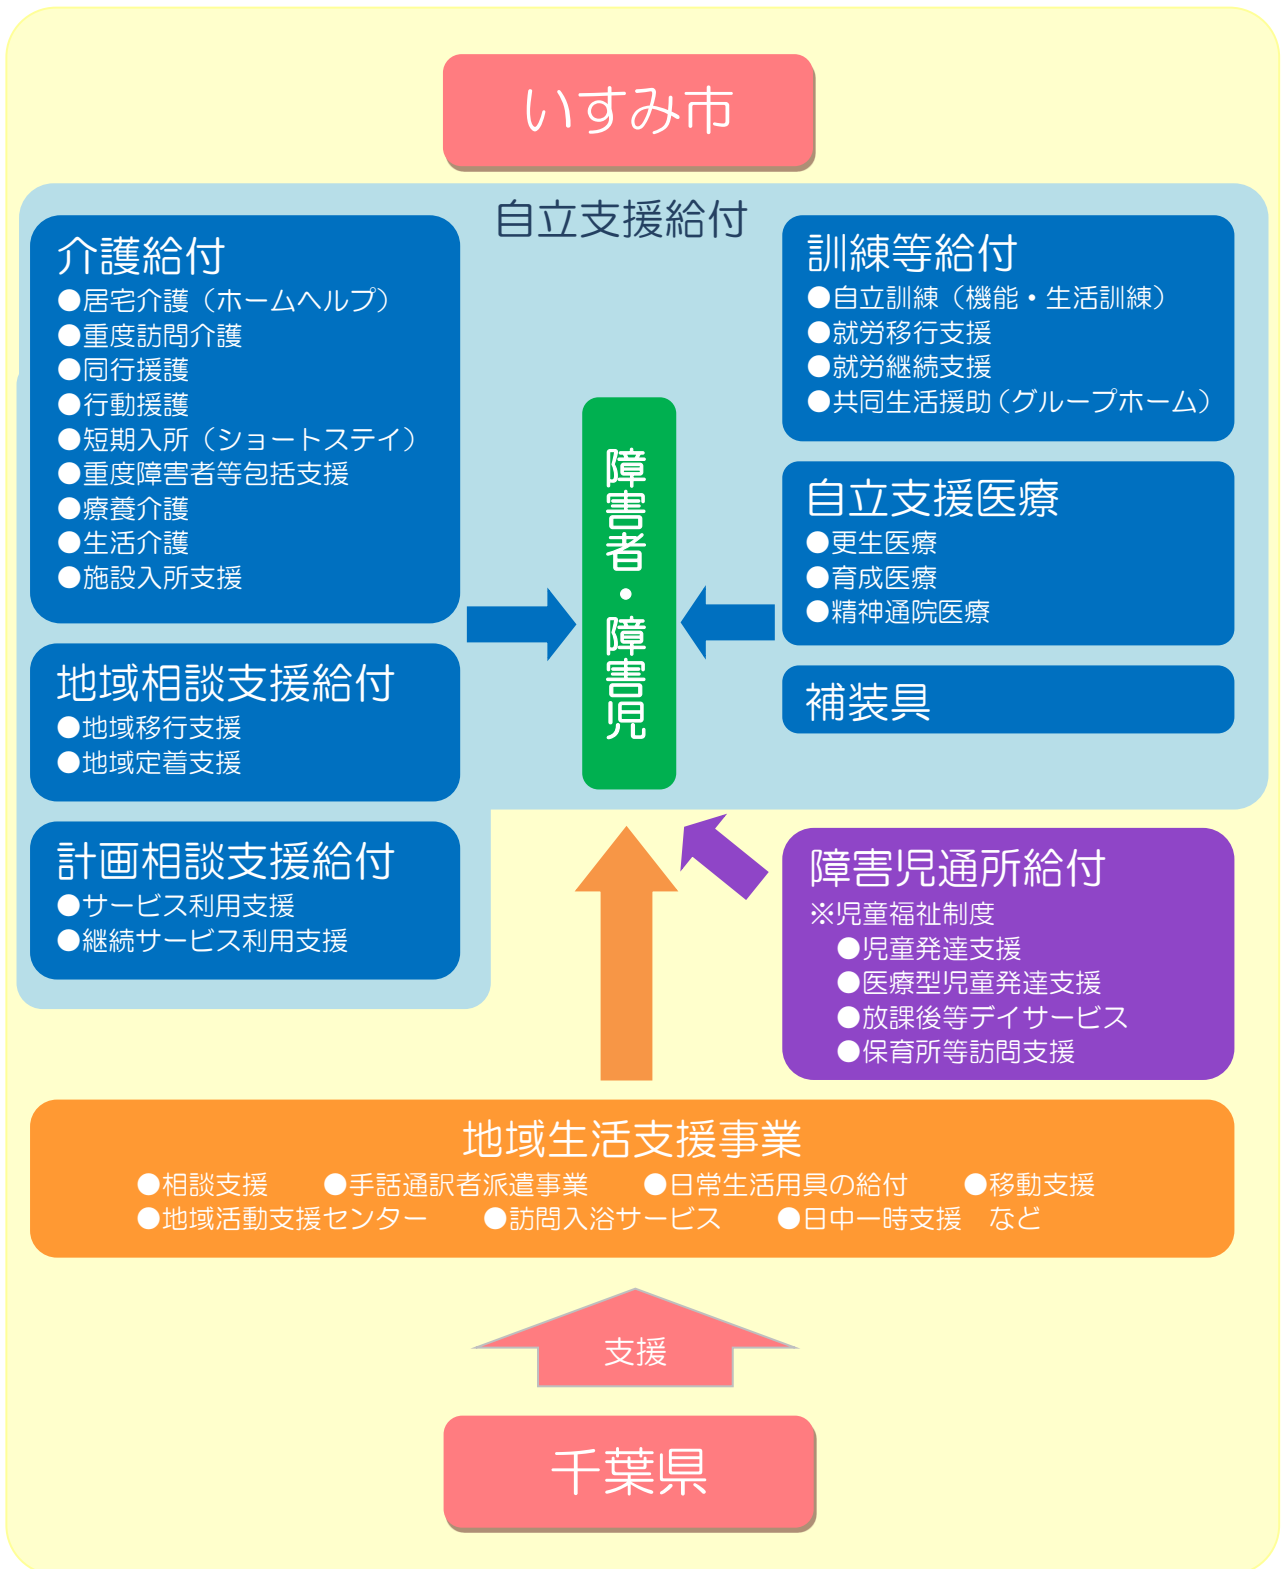 いすみ市
自立支援給付
介護給付
●居宅介護（ホームヘルプ）
●重度訪問介護
●同行援護
●行動援護
●短期入所（ショートステイ）
●重度障害者等包括支援
●療養介護
●生活介護
●施設入所支援
地域相談支援給付
●地域移行支援
●地域定着支援
計画相談支援給付
●サービス利用支援
●継続サービス利用支援
障害者・障害児
訓練等給付
●自立訓練（機能・生活訓練）
●就労移行支援
●就労継続支援
●共同生活援助（グループホーム）
自立支援医療
●更生医療
●育成医療
●精神通院医療
補装具
障害児通所給付
※児童福祉制度
●児童発達支援
●医療型児童発達支援
●放課後等デイサービス
●保育所等訪問支援
地域生活支援事業
●相談支援　　●手話通訳者派遣事業　　●日常生活用具の給付　　●移動支援
●地域活動支援センター　　●訪問入浴サービス　　●日中一時支援　など
支援
千葉県